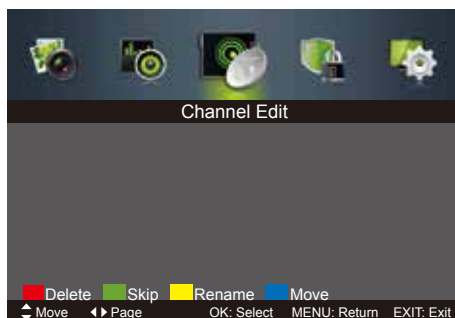 Channel Edit
Delete Skip Rename Move
Move Page OK: Select MENU: Return EXIT: Exit